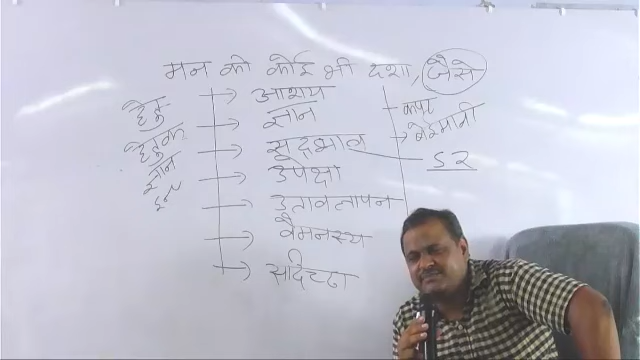 मन की कोई भी दशा, जैसे
आशय
ज्ञान
सद्भाव
उपेक्षा
उतावलापन
वैमनस्य
सदिच्छा
हेतु
हेतुक
ज्ञान
कपट
बेईमानी
52